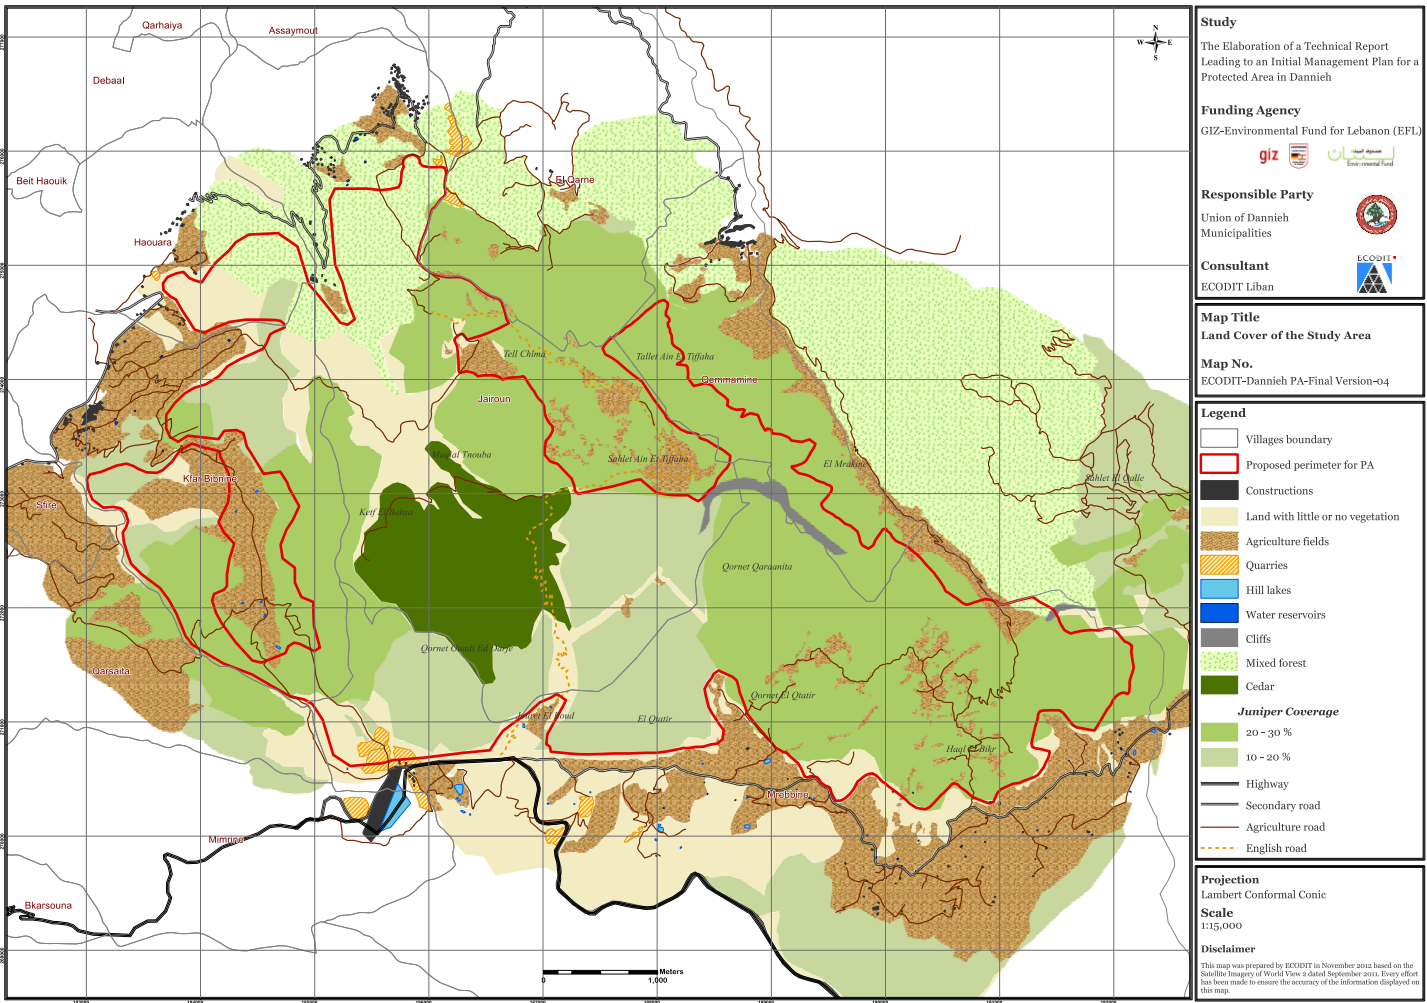 Qarhaiya
Assaymout
Debaal
Beit Haouik
Haouara
El Qarne
N
W E
S
Tell Chima
Tallet Ain Et Tiffaha
Qemmamine
Jairoun
Sahlet Ain Et Tiffaha
El Mrakine
Sahlet El Qalle
Kfar Bibnine
Sfire
Qornet Qaraanita
Qornet Ouadi Ed Darje
Qarsaita
Qornet El Qtatir
El Qtatir
Haql El Bikr
Mrebbine
Mimrine
Bkarsouna
Meters
0
1,000
Study
The Elaboration of a Technical Report
Leading to an Initial Management Plan for a
Protected Area in Dannieh
Funding Agency
GIZ-Environmental Fund for Lebanon (EFL)
giz
Environmental Fund
Responsible Party
Union of Dannieh
Municipalities
Consultant
ECODIT Liban
ECODIT
Map Title
Land Cover of the Study Area
Map No.
ECODIT-Dannieh PA-Final Version-04
Legend
Villages boundary
Proposed perimeter for PA
Constructions
Land with little or no vegetation
Agriculture fields
Quarries
Hill lakes
Water reservoirs
Cliffs
Mixed forest
Cedar
Juniper Coverage
20 - 30 %
10 - 20 %
Highway
Secondary road
Agriculture road
English road
Projection
Lambert Conformal Conic
Scale
1:15,000
Disclaimer
This map was prepared by ECODIT in November 2012 based on the
Satellite Imagery of World View 2 dated September 2011. Every effort
has been made to ensure the accuracy of the information displayed on
this map.